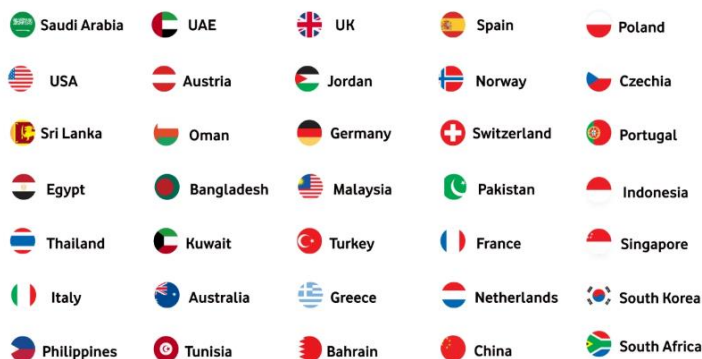 Saudi Arabia
UAE
UK
Spain
Poland
USA
Austria
Jordan
Norway
Czechia
Sri Lanka
Oman
Germany
Switzerland
Portugal
Egypt
Bangladesh
Malaysia
Pakistan
Indonesia
Thailand
Kuwait
Turkey
France
Singapore
Italy
Australia
Greece
Netherlands
South Korea
Philippines
Tunisia
Bahrain
China
South Africa